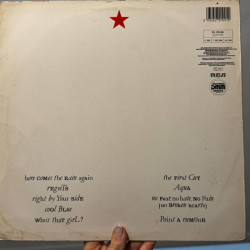 RCA
DMM
here comes the rain again
regrets
right by Your side
cool Blue
who's that girl?
the first Cut
Aqua
no fear no hate no Pain
(no Broken hearts)
Paint a rumour